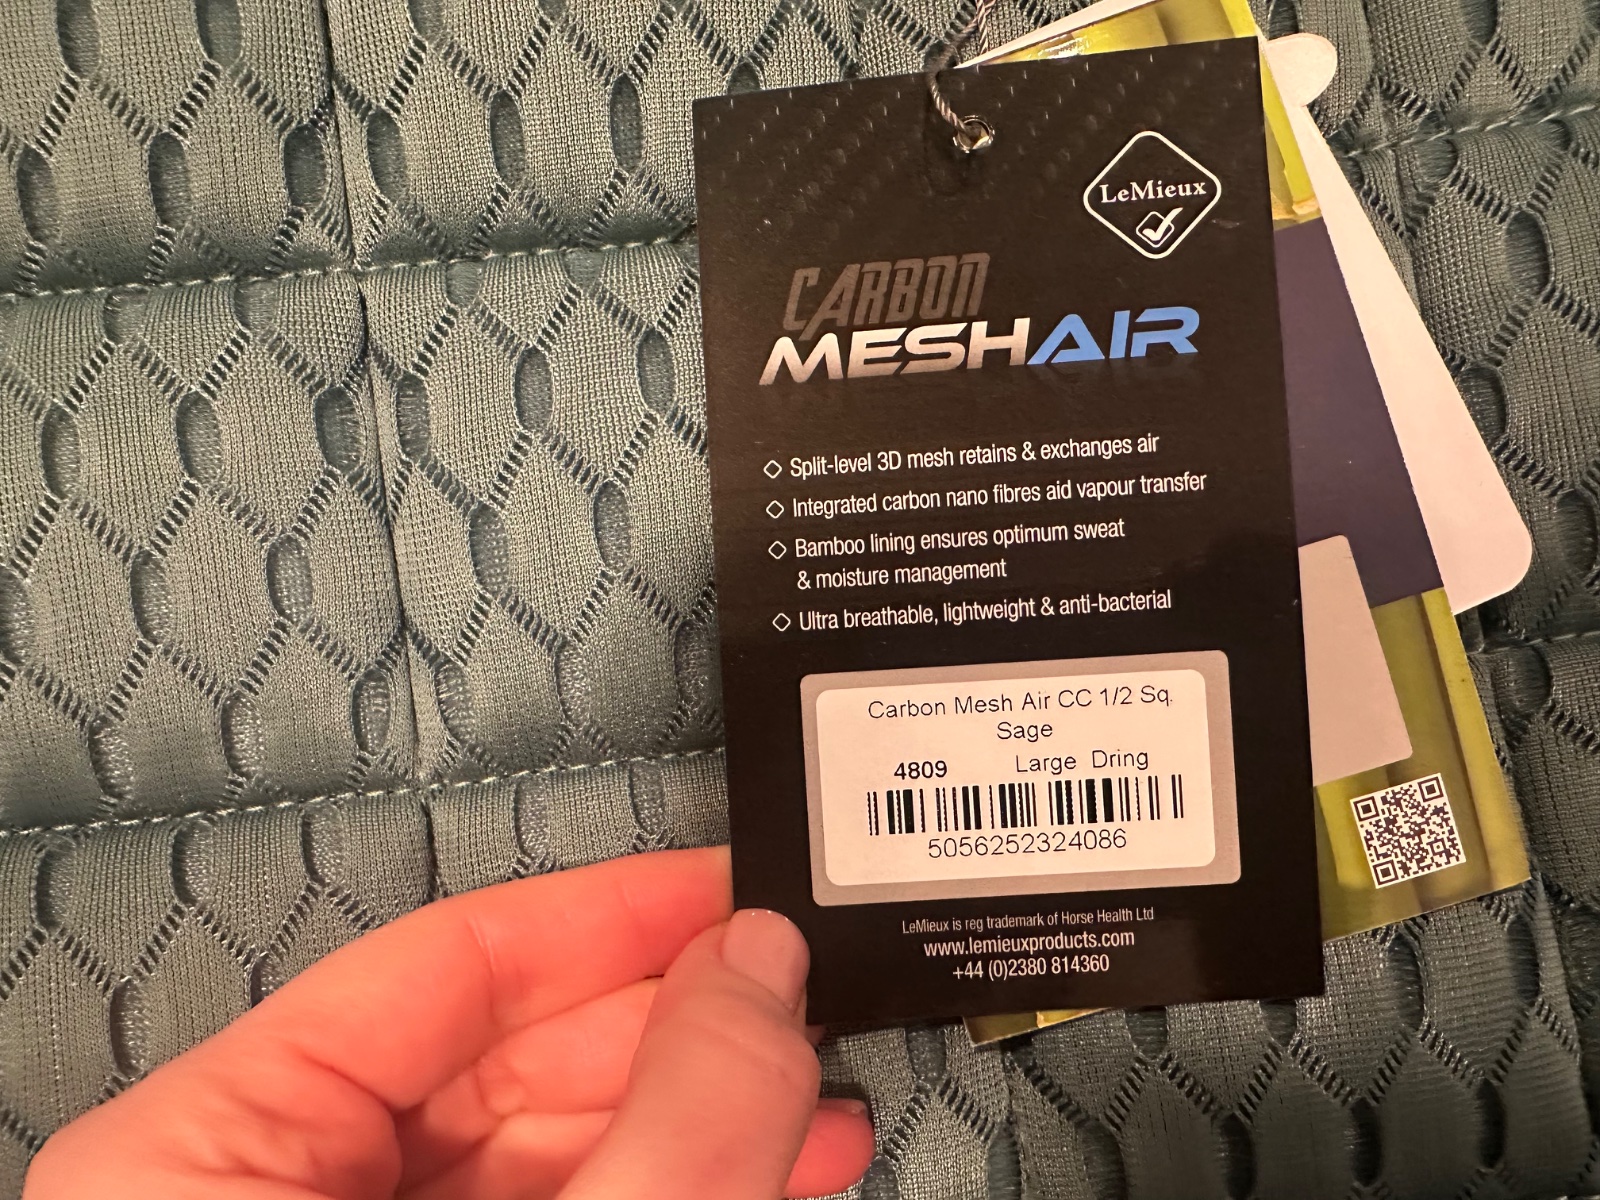 LeMieux
CARBON
MESHAIR
Split-level 3D mesh retains & exchanges air
Integrated carbon nano fibres aid vapour transfer
Bamboo lining ensures optimum sweat
& moisture management
Ultra breathable, lightweight & anti-bacterial
Carbon Mesh Air CC 1/2 Sq.
Sage
4809 Large Dring
5056252324086
LeMieux is reg trademark of Horse Health Ltd
www.lemieuxproducts.com
+44 (0)2380 814360